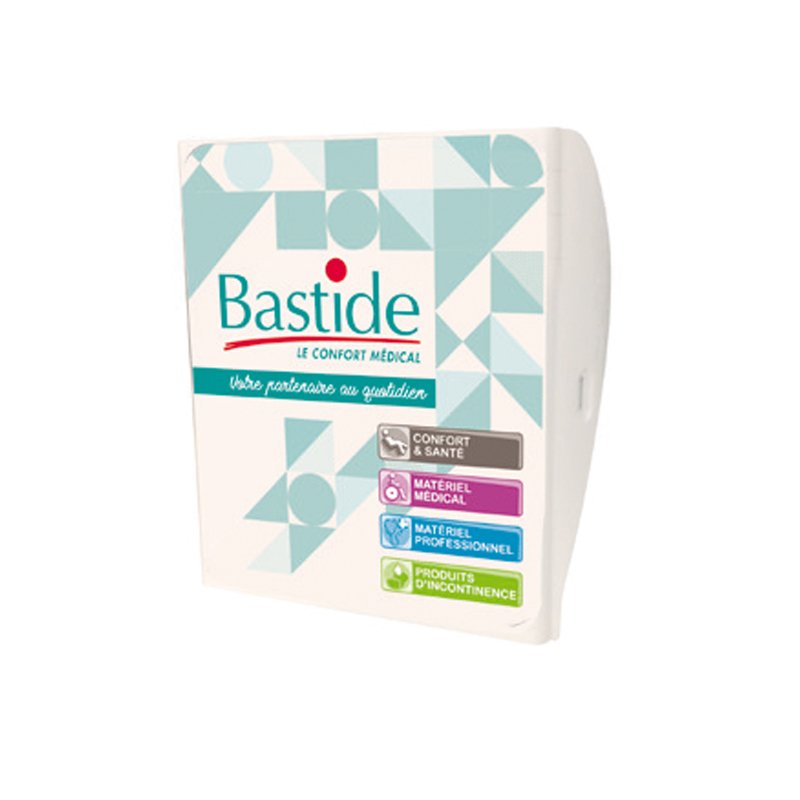 Bastide
LE CONFORT MÉDICAL
Votre partenaire au quotidien
CONFORT
& SANTÉ
MATÉRIEL
MÉDICAL
MATÉRIEL
PROFESSIONNEL
PRODUITS
D'INCONTINENCE